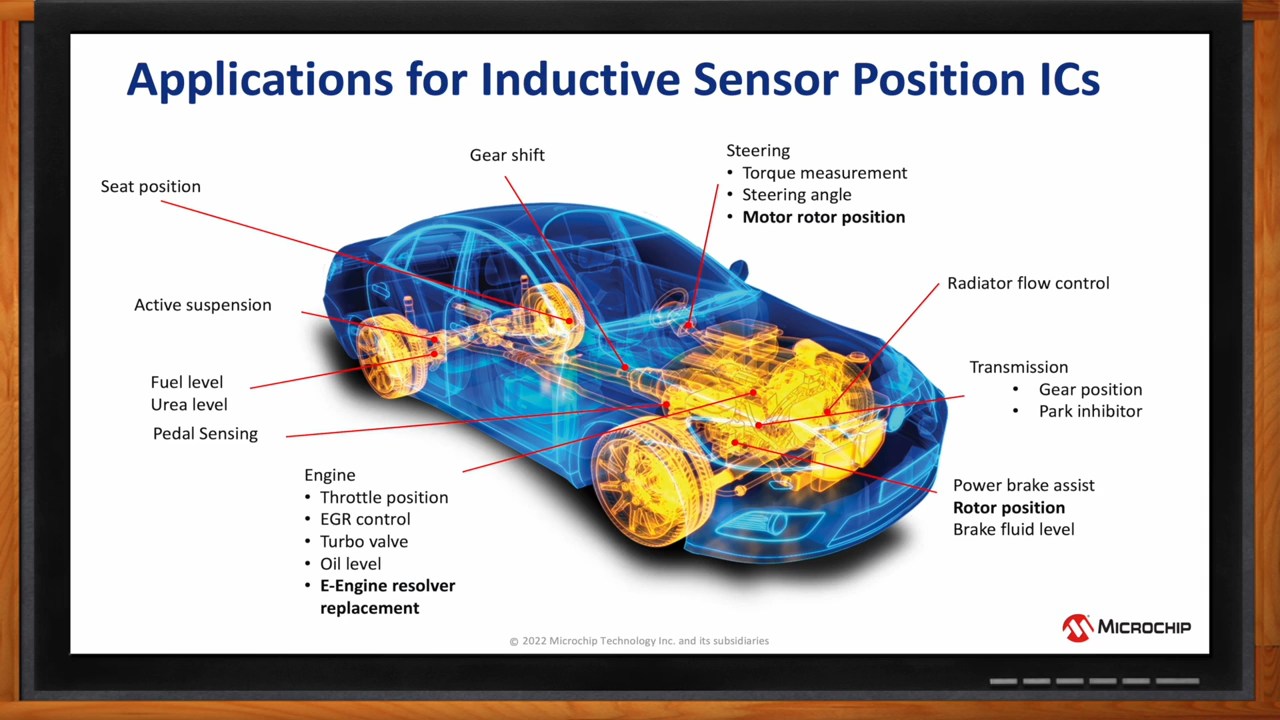 Applications for Inductive Sensor Position ICs
Gear shift
Steering
• Torque measurement
• Steering angle
• Motor rotor position
Seat position
Radiator flow control
Active suspension
Transmission
• Gear position
• Park inhibitor
Fuel level
Urea level
Pedal Sensing
Engine
• Throttle position
• EGR control
• Turbo valve
• Oil level
• E-Engine resolver
replacement
Power brake assist
Rotor position
Brake fluid level
MICROCHIP
© 2022 Microchip Technology Inc. and its subsidiaries